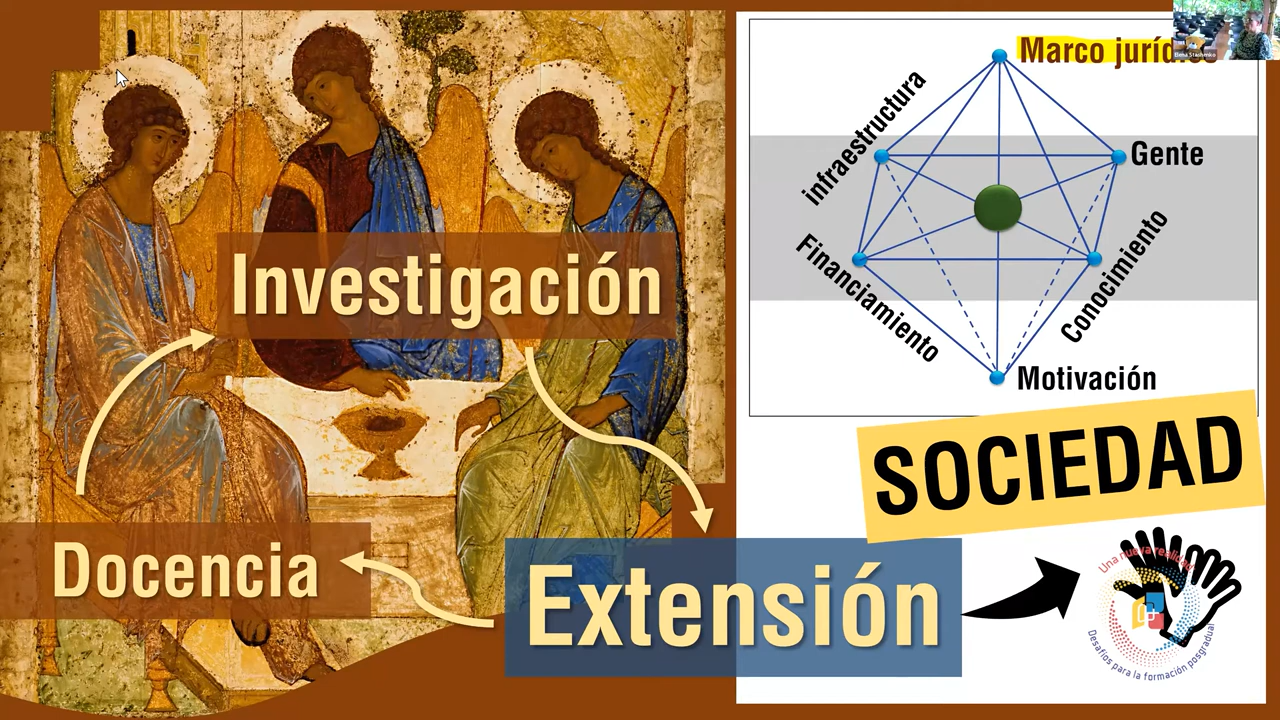 Marco jurídico
infraestructura
Gente
Investigación
Financiamiento
Conocimiento
Motivación
SOCIEDAD
Docencia
Extensión
Una nueva realidad
Desafíos para la formación posgradual